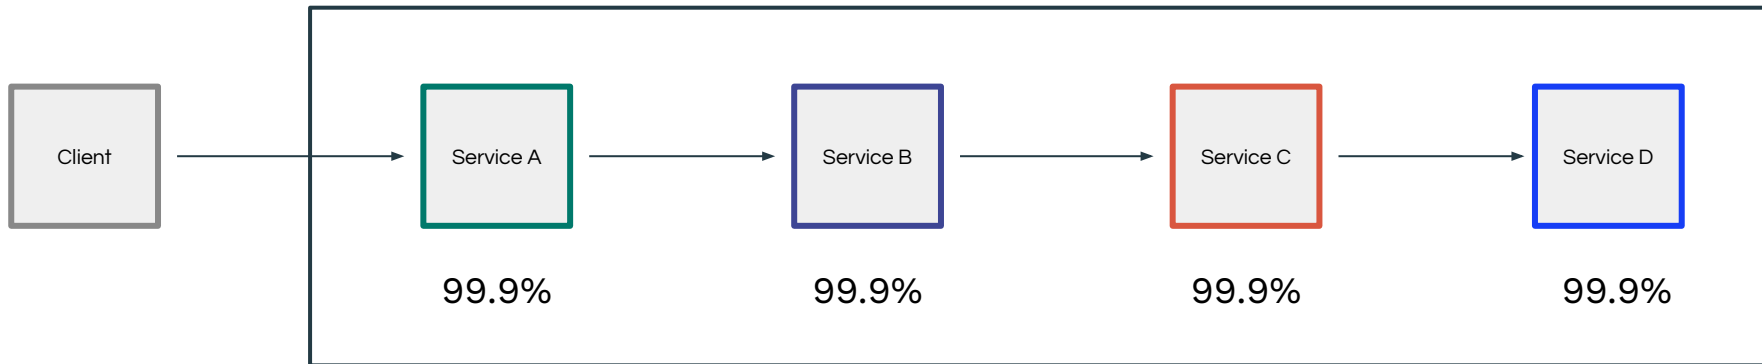 Client
Service A
Service B
Service C
Service D
99.9%
99.9%
99.9%
99.9%